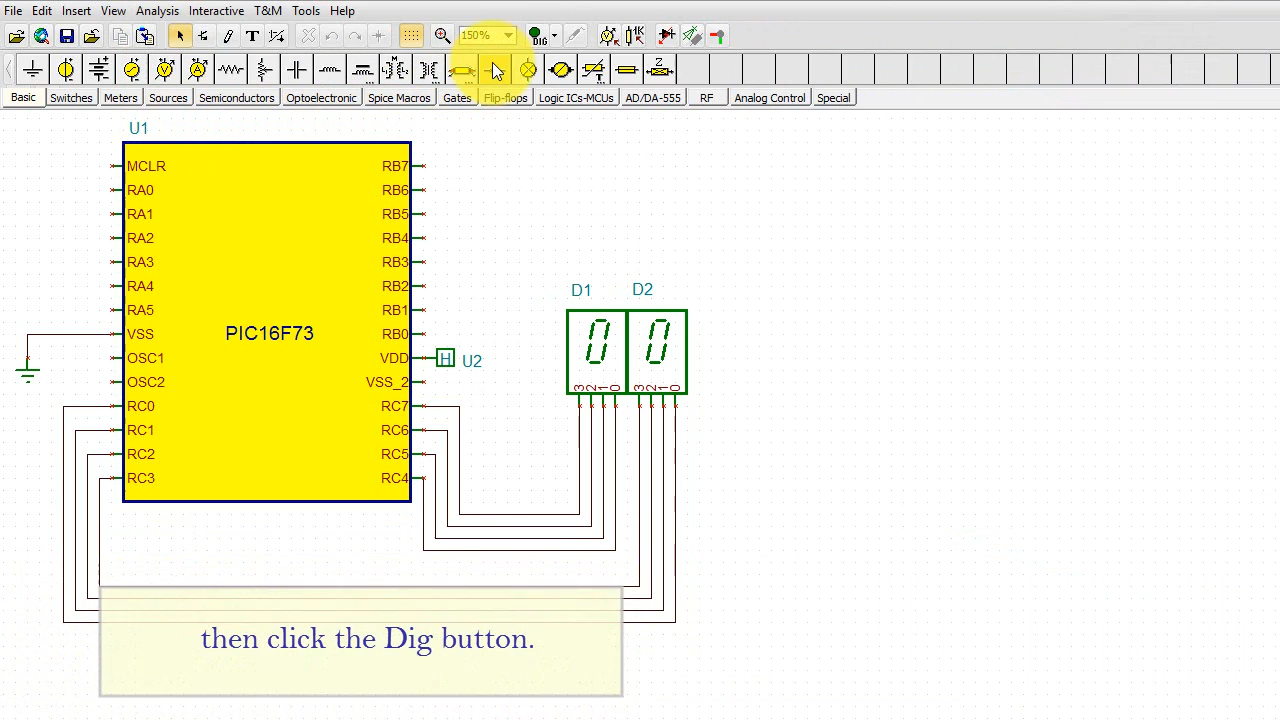 File Edit Insert View Analysis Interactive T&M Tools Help
T 150% DIG 1K
Basic Switches Meters Sources Semiconductors Optoelectronic Spice Macros Gates Flip-flops Logic ICs-MCUs AD/DA-555 RF Analog Control Special
U1
MCLR RB7
RA0 RB6
RA1 RB5
RA2 RB4
RA3 RB3
RA4 RB2
RA5 RB1
VSS PIC16F73 RB0
OSC1 VDD H U2
OSC2 VSS_2
RC0 RC7
RC1 RC6
RC2 RC5
RC3 RC4
D1 D2
0 0
3 2 1 0 3 2 1 0
then click the Dig button.